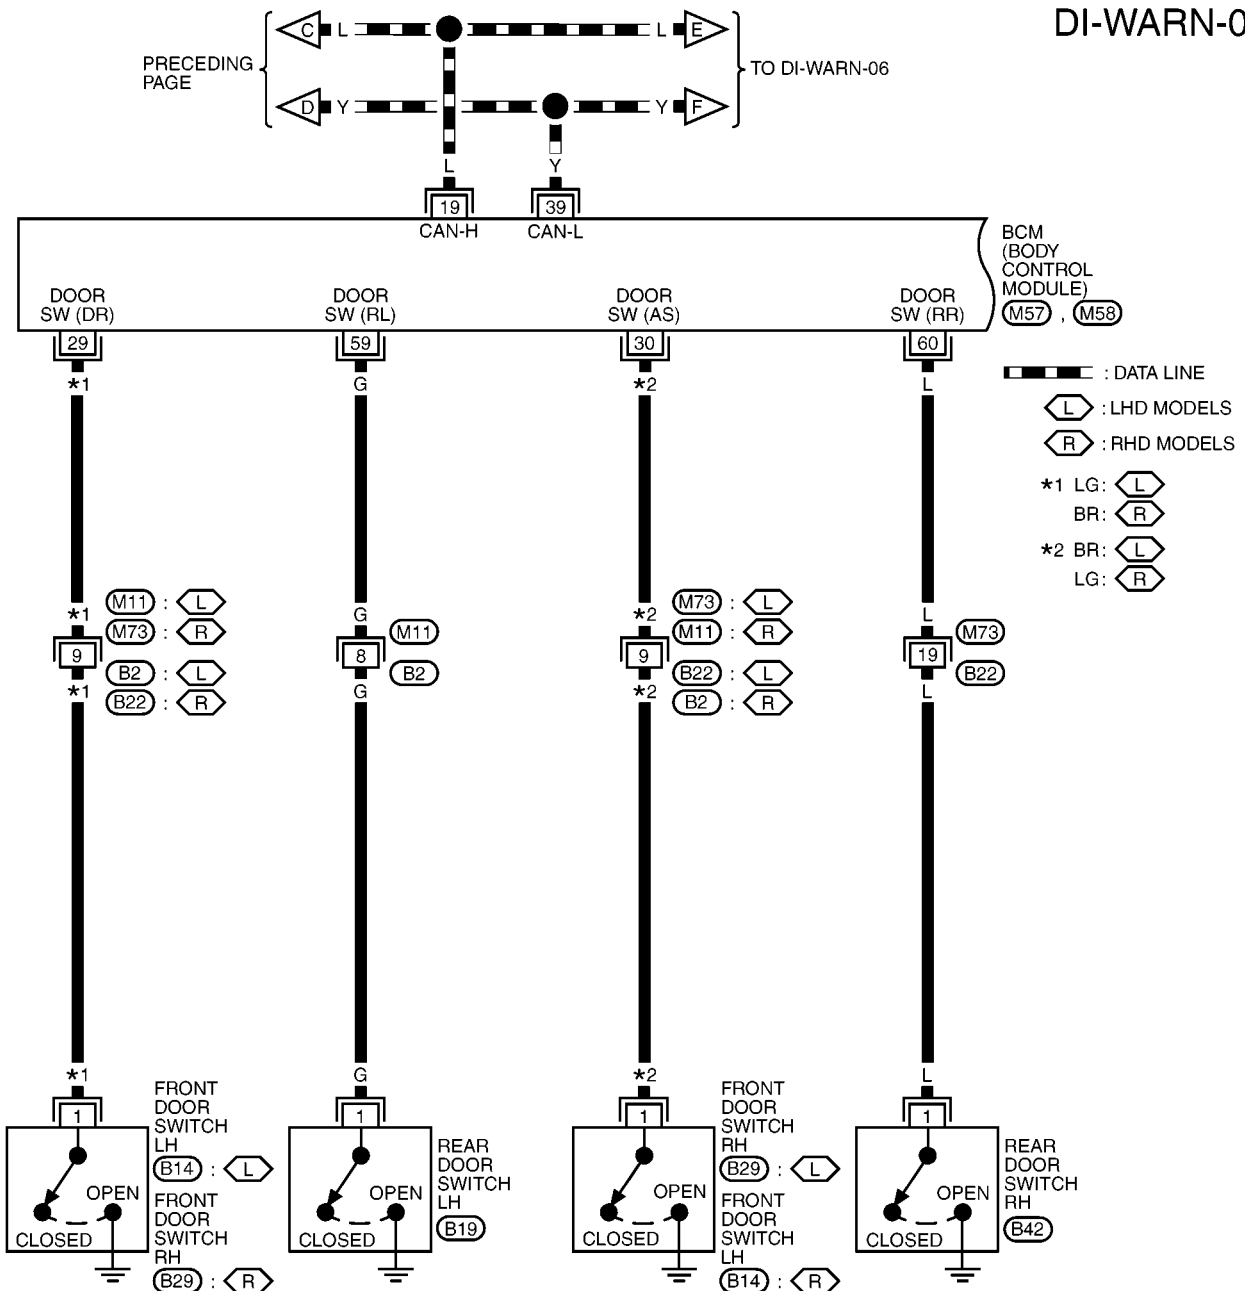 DI-WARN-0
C L L E
PRECEDING
PAGE
TO DI-WARN-06
D Y Y F
L Y
19 39
CAN-H CAN-L
BCM
(BODY
CONTROL
MODULE)
M57 , M58
DOOR
SW (DR)
DOOR
SW (RL)
DOOR
SW (AS)
DOOR
SW (RR)
29 59 30 60
*1 G *2 L
: DATA LINE
L : LHD MODELS
R : RHD MODELS
*1 LG: L
BR: R
*2 BR: L
LG: R
*1 G *2 L
M11 : L
M73 : R
9
B2 : L
B22 : R
M11
8
B2
M73 : L
M11 : R
9
B22 : L
B2 : R
M73
19
B22
*1 G *2 L
*1 G *2 L
1 1 1 1
FRONT
DOOR
SWITCH
LH
B14 : L
FRONT
DOOR
SWITCH
RH
B29 : R
OPEN
CLOSED
REAR
DOOR
SWITCH
LH
B19
OPEN
CLOSED
FRONT
DOOR
SWITCH
RH
B29 : L
FRONT
DOOR
SWITCH
LH
B14 : R
OPEN
CLOSED
REAR
DOOR
SWITCH
RH
B42
OPEN
CLOSED